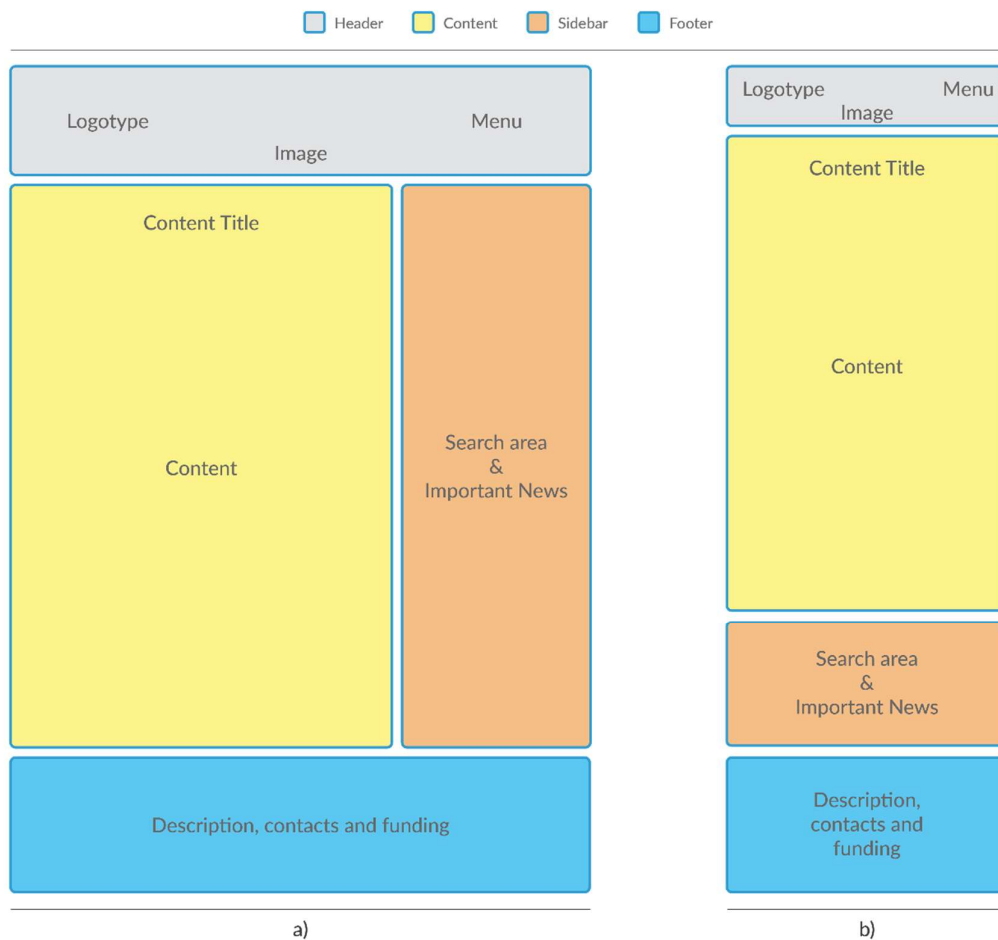 Header Content Sidebar Footer
Logotype Menu
Image
Content Title
Content
Search area
&
Important News
Description, contacts and funding
a)
Logotype Menu
Image
Content Title
Content
Search area
&
Important News
Description,
contacts and
funding
b)